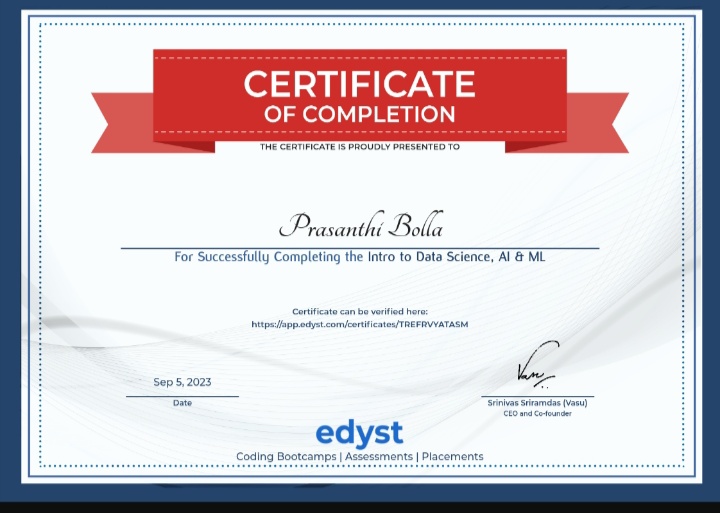 CERTIFICATE
OF COMPLETION
THE CERTIFICATE IS PROUDLY PRESENTED TO
Prasanthi Bolla
For Successfully Completing the Intro to Data Science, AI & ML
Certificate can be verified here:
https://app.edyst.com/certificates/TREFRVYATASM
Sep 5, 2023
Date
Vasu
Srinivas Sriramdas (Vasu)
CEO and Co-founder
edyst
Coding Bootcamps | Assessments | Placements